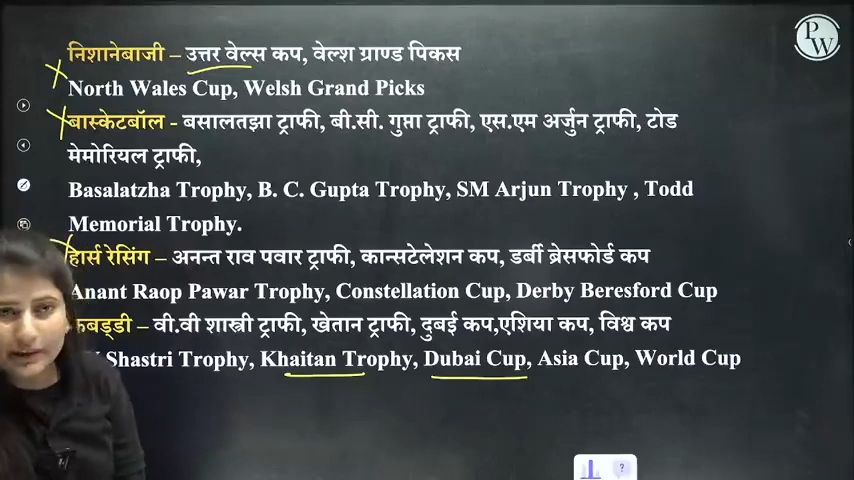 PW
निशानेबाजी – उत्तर वेल्स कप, वेल्श ग्राण्ड पिकस
North Wales Cup, Welsh Grand Picks
बास्केटबॉल - बसालतझा ट्राफी, बी.सी. गुप्ता ट्राफी, एस.एम अर्जुन ट्राफी, टोड
मेमोरियल ट्राफी,
Basalatzha Trophy, B. C. Gupta Trophy, SM Arjun Trophy , Todd
Memorial Trophy.
हार्स रेसिंग – अनन्त राव पवार ट्राफी, कान्सटेलेशन कप, डर्बी ब्रेसफोर्ड कप
Anant Raop Pawar Trophy, Constellation Cup, Derby Beresford Cup
कबड्डी – वी.वी शास्त्री ट्राफी, खेतान ट्राफी, दुबई कप,एशिया कप, विश्व कप
Shastri Trophy, Khaitan Trophy, Dubai Cup, Asia Cup, World Cup